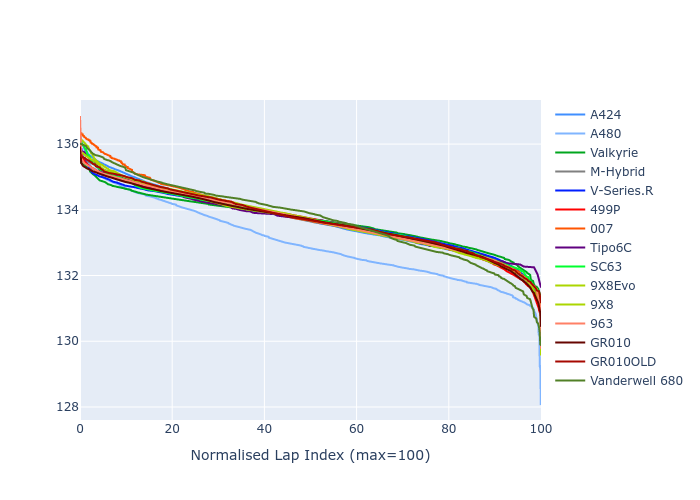 136
134
132
130
128
0 20 40 60 80 100
Normalised Lap Index (max=100)
A424
A480
Valkyrie
M-Hybrid
V-Series.R
499P
007
Tipo6C
SC63
9X8Evo
9X8
963
GR010
GR010OLD
Vanderwell 680